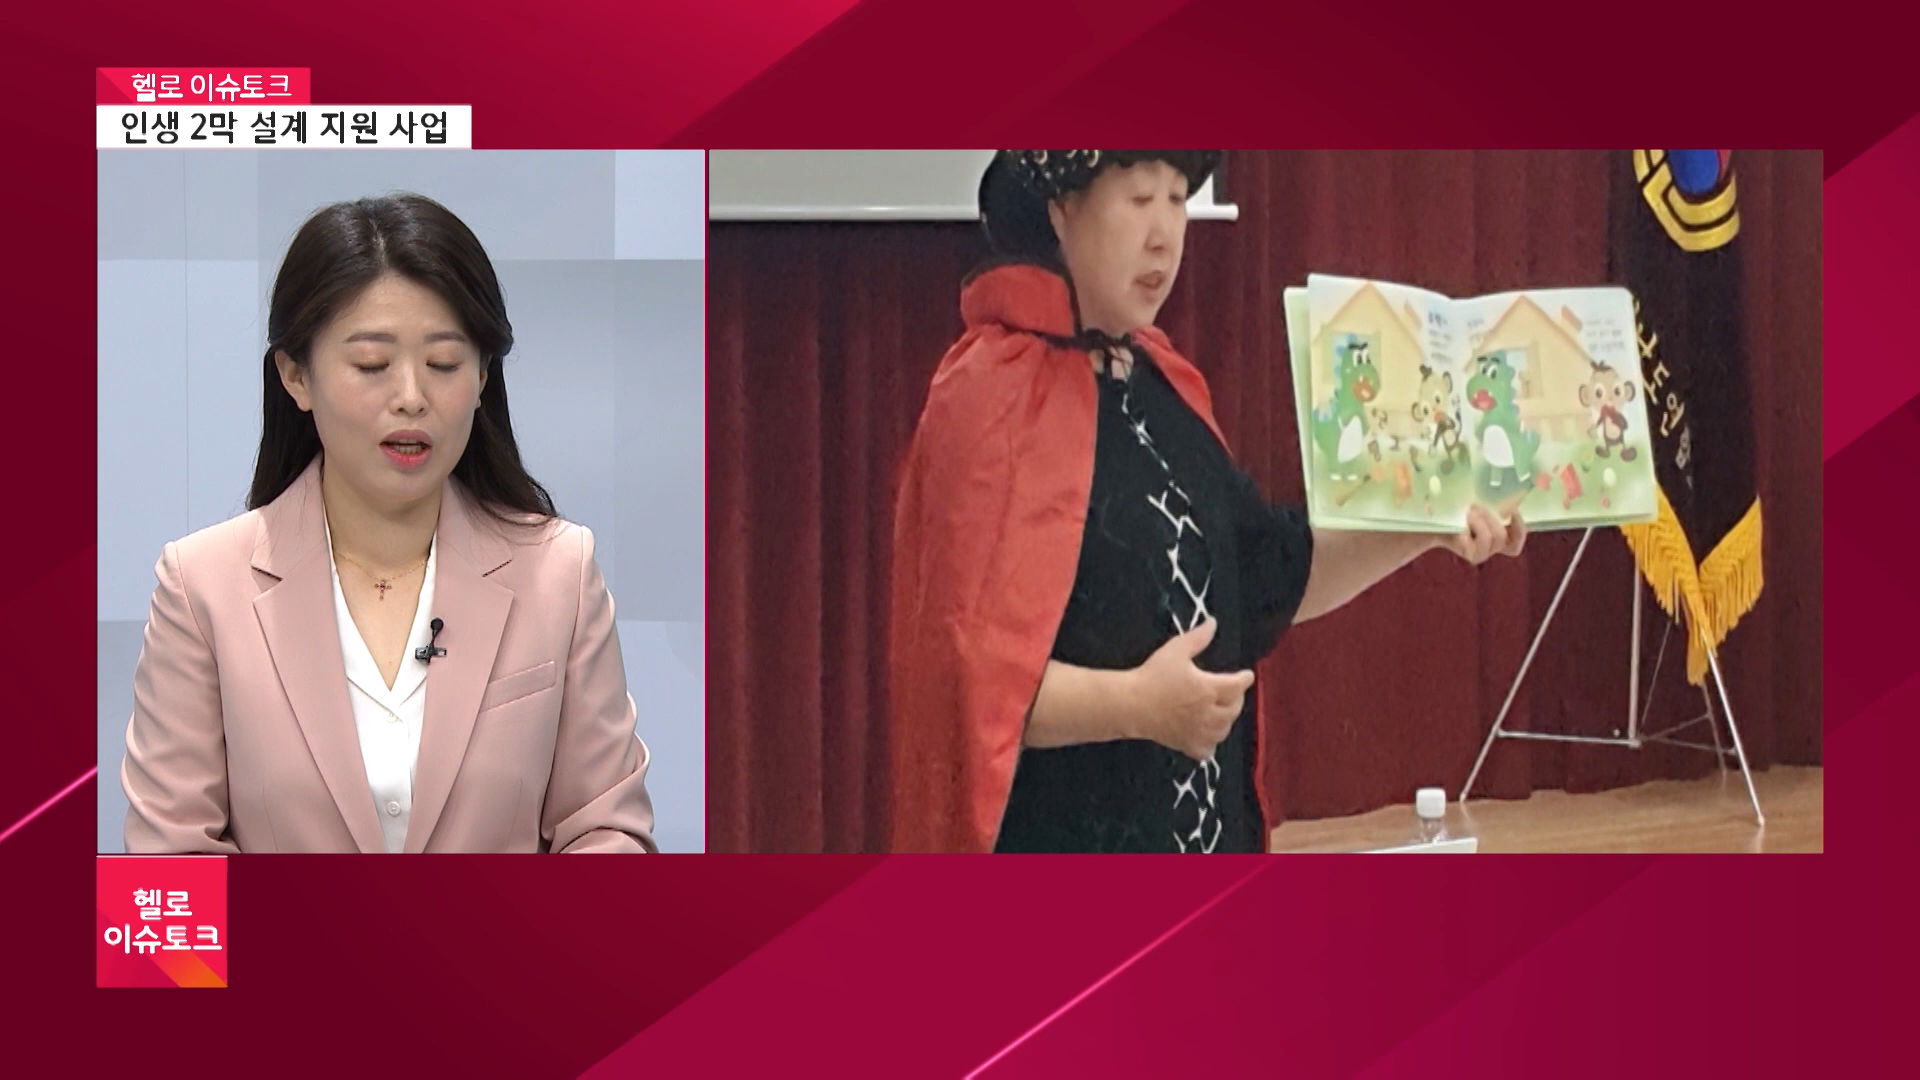 헬로 이슈토크
인생 2막 설계 지원 사업
헬로
이슈토크